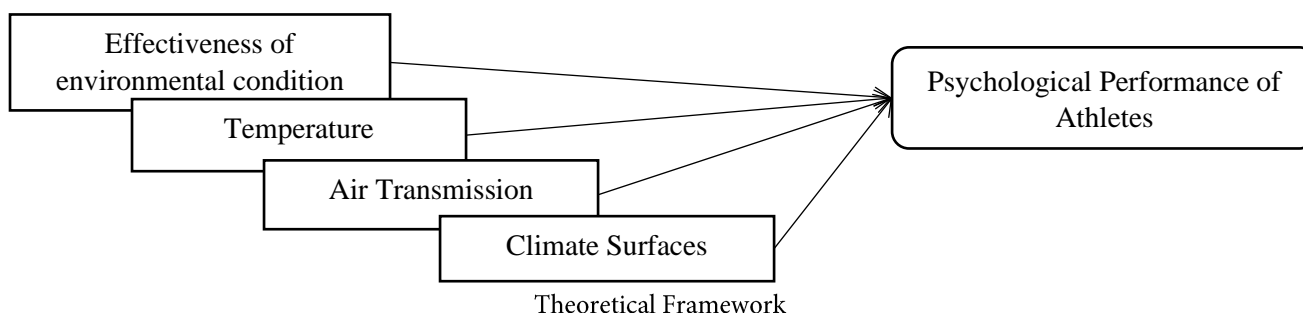 Effectiveness of
environmental condition
Temperature
Air Transmission
Climate Surfaces
Psychological Performance of
Athletes
Theoretical Framework